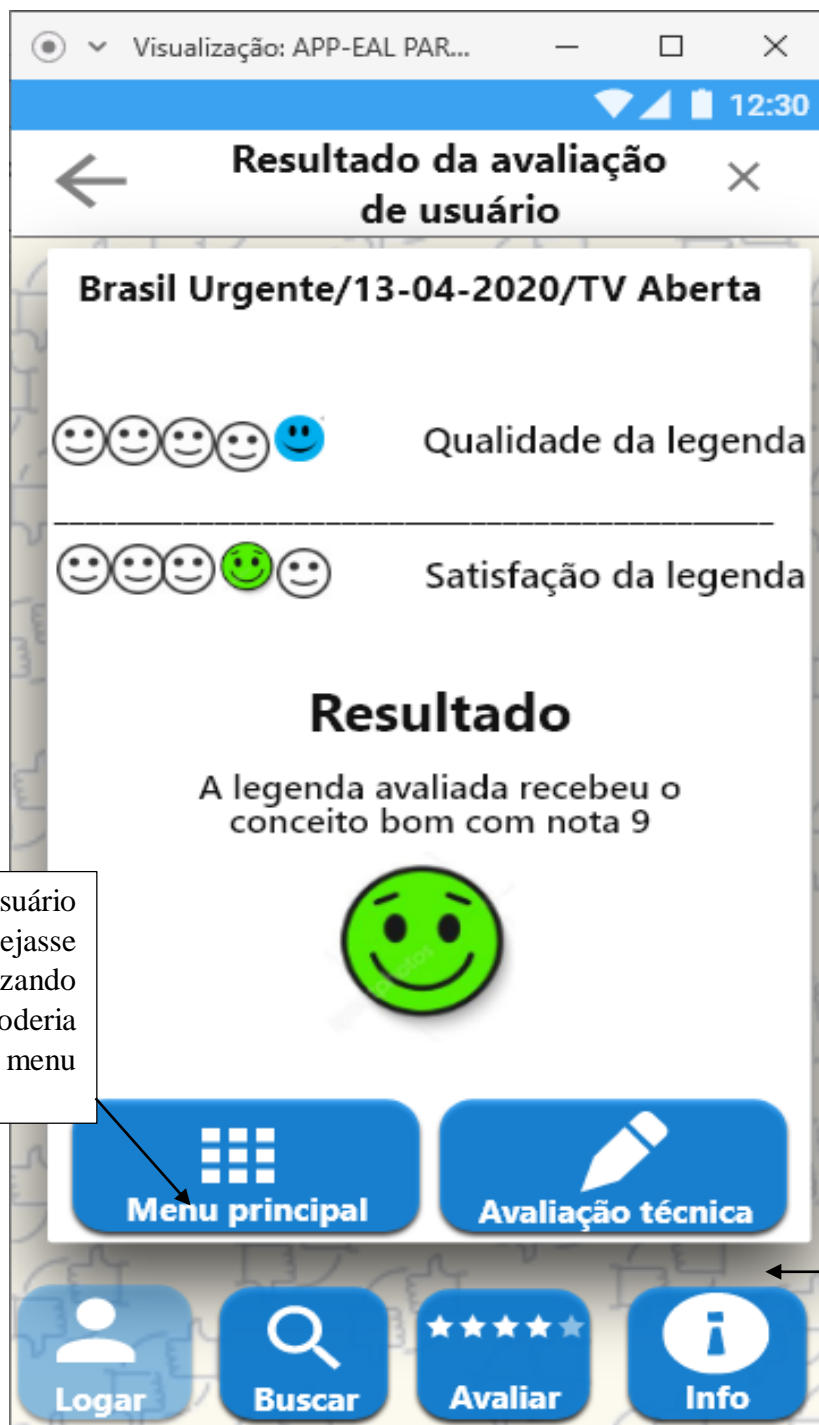 Visualização: APP-EAL PAR...
12:30
Resultado da avaliação
de usuário
Brasil Urgente/13-04-2020/TV Aberta
Qualidade da legenda
Satisfação da legenda
Resultado
A legenda avaliada recebeu o
conceito bom com nota 9
menu
Menu principal
Avaliação técnica
Logar
Buscar
Avaliar
Info